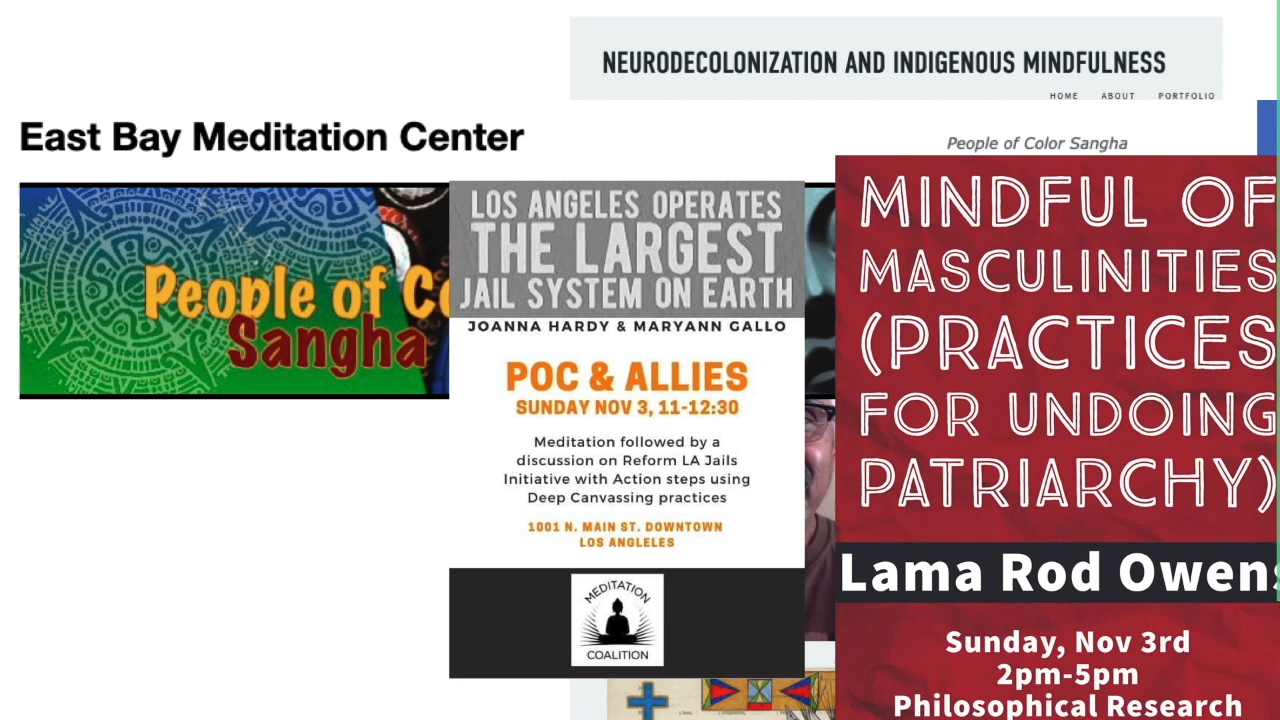 NEURODECOLONIZATION AND INDIGENOUS MINDFULNESS
HOME ABOUT PORTFOLIO
East Bay Meditation Center
People of Color Sangha
People of
Sangha
LOS ANGELES OPERATES
THE LARGEST
JAIL SYSTEM ON EARTH
JOANNA HARDY & MARYANN GALLO
POC & ALLIES
SUNDAY NOV 3, 11-12:30
Meditation followed by a
discussion on Reform LA Jails
Initiative with Action steps using
Deep Canvassing practices
1001 N. MAIN ST. DOWNTOWN
LOS ANGLELES
MEDITATION
COALITION
MINDFUL OF
MASCULINITIES
(PRACTICES
FOR UNDOING
PATRIARCHY)
Lama Rod Owens
Sunday, Nov 3rd
2pm-5pm
Philosophical Research